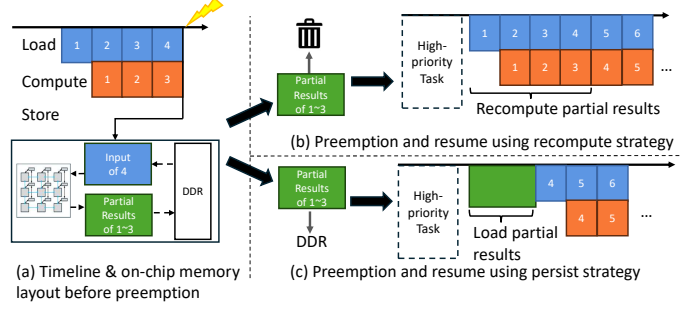 Load 1 2 3 4
Compute 1 2 3
Store
Input
of 4
Partial
Results
of 1~3
DDR
(a) Timeline & on-chip memory
layout before preemption
Partial
Results
of 1~3
High-
priority
Task
1 2 3 4 5 6
1 2 3 4 5 ...
Recompute partial results
(b) Preemption and resume using recompute strategy
Partial
Results
of 1~3
DDR
High-
priority
Task
4 5 6
4 5 ...
Load partial
results
(c) Preemption and resume using persist strategy